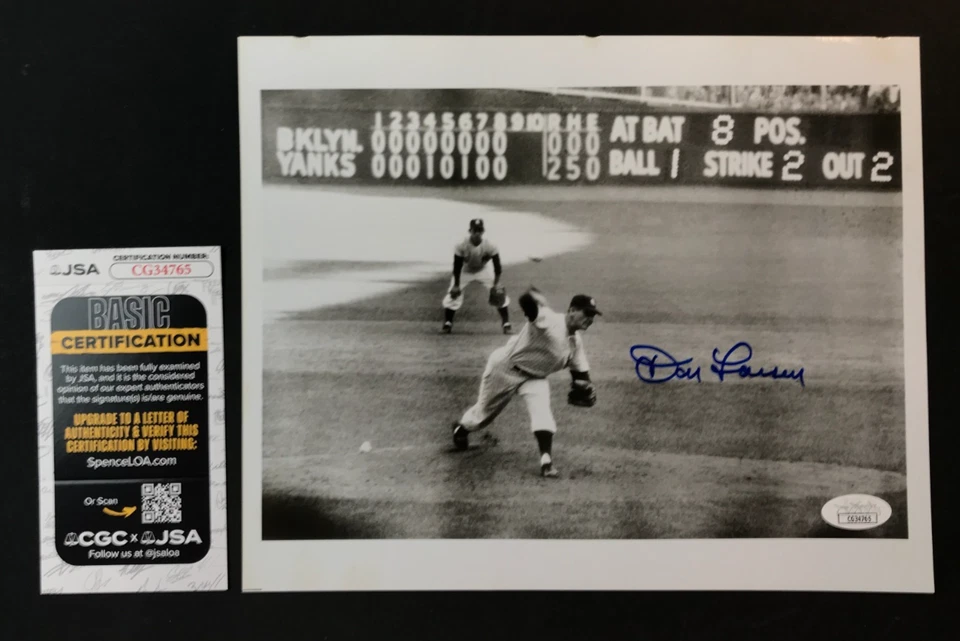 JSA
CERTIFICATION NUMBER:
CG34765
BASIC
CERTIFICATION
This item has been fully examined
by JSA, and it is the considered
opinion of our expert authenticators
that the signature(s) is/are genuine.
UPGRADE TO A LETTER OF
AUTHENTICITY & VERIFY THIS
CERTIFICATION BY VISITING:
SpenceLOA.com
Or Scan
CGC x JSA
Follow us at @jsaloa
1 2 3 4 5 6 7 8 9 10 R H E AT BAT 8 POS.
BKLYN. 0 0 0 0 0 0 0 0 0 0 0
YANKS 0 0 0 1 0 1 0 0 2 5 0 BALL 1 STRIKE 2 OUT 2
Don Larsen
CG34765